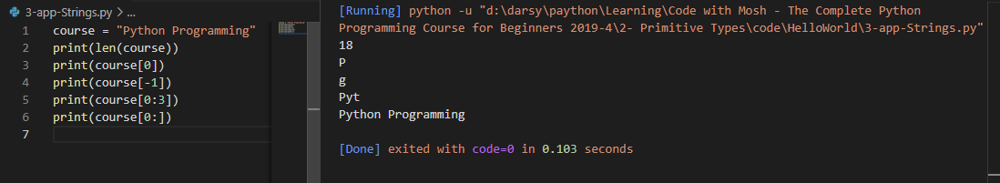 3-app-Strings.py > ...
1 course = "Python Programming"
2 print(len(course))
3 print(course[0])
4 print(course[-1])
5 print(course[0:3])
6 print(course[0:])
7
[Running] python -u "d:\darsy\paython\Learning\Code with Mosh - The Complete Python
Programming Course for Beginners 2019-4\2- Primitive Types\code\HelloWorld\3-app-Strings.py"
18
P
g
Pyt
Python Programming
[Done] exited with code=0 in 0.103 seconds